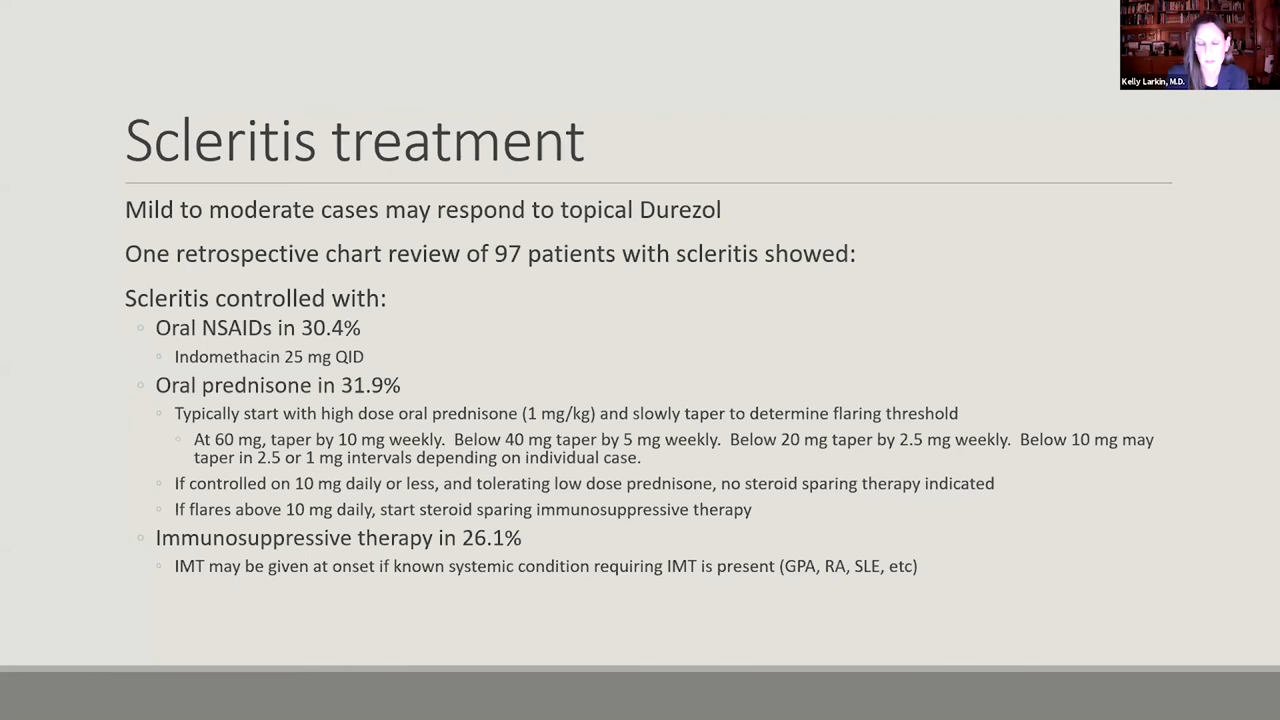 Kelly Larkin, M.D.
Scleritis treatment
Mild to moderate cases may respond to topical Durezol
One retrospective chart review of 97 patients with scleritis showed:
Scleritis controlled with:
Oral NSAIDs in 30.4%
Indomethacin 25 mg QID
Oral prednisone in 31.9%
Typically start with high dose oral prednisone (1 mg/kg) and slowly taper to determine flaring threshold
At 60 mg, taper by 10 mg weekly.  Below 40 mg taper by 5 mg weekly.  Below 20 mg taper by 2.5 mg weekly.  Below 10 mg may
taper in 2.5 or 1 mg intervals depending on individual case.
If controlled on 10 mg daily or less, and tolerating low dose prednisone, no steroid sparing therapy indicated
If flares above 10 mg daily, start steroid sparing immunosuppressive therapy
Immunosuppressive therapy in 26.1%
IMT may be given at onset if known systemic condition requiring IMT is present (GPA, RA, SLE, etc)